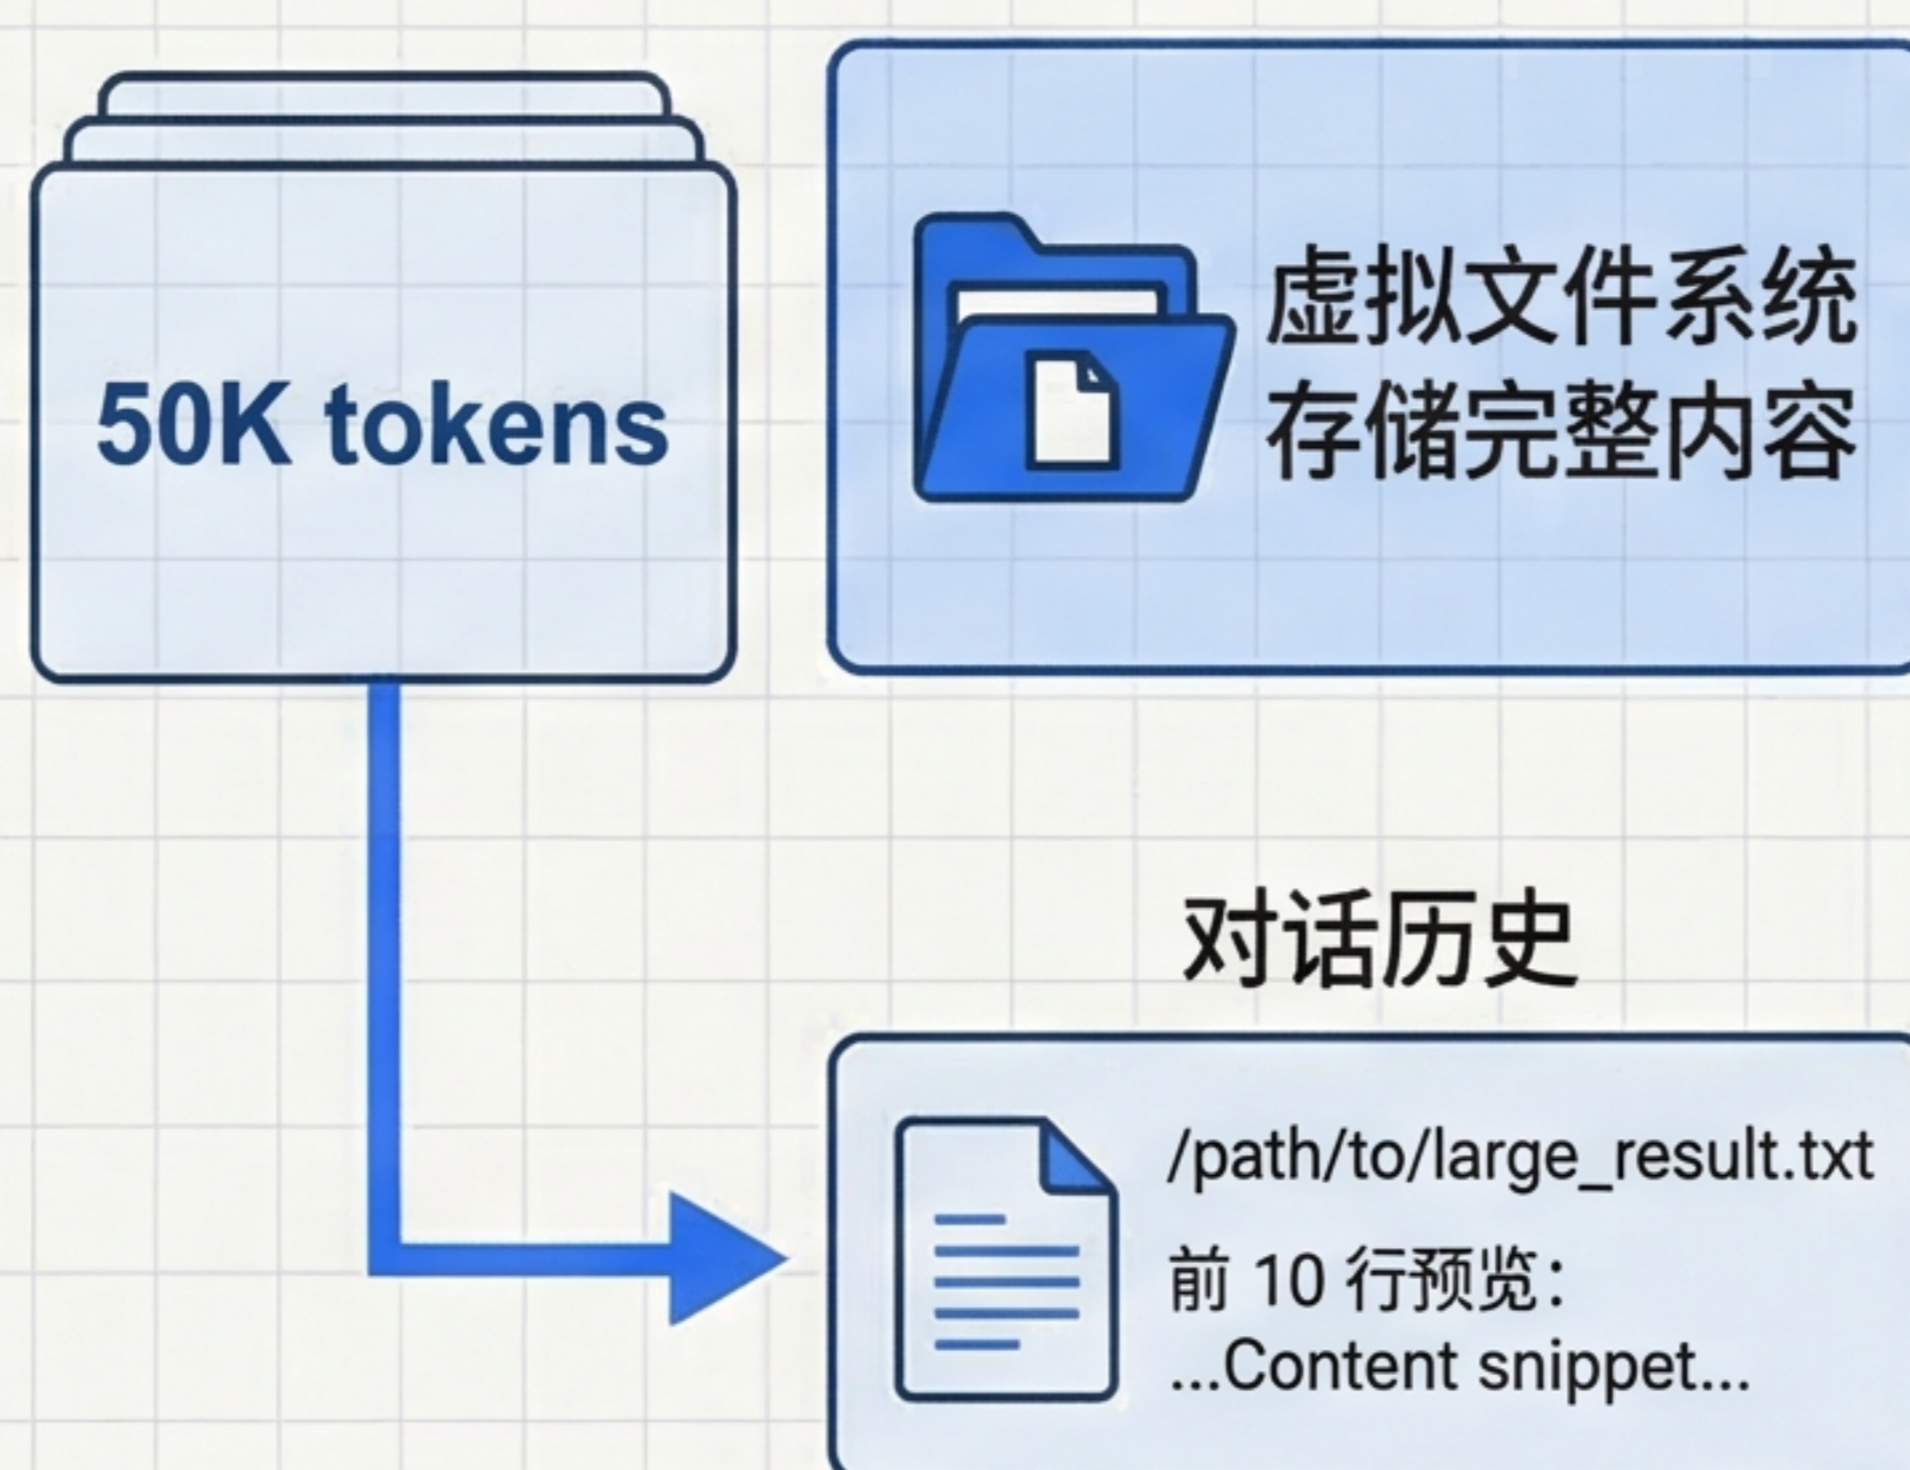 50K tokens
虚拟文件系统
存储完整内容
对话历史
/path/to/large_result.txt
前 10 行预览：
...Content snippet...